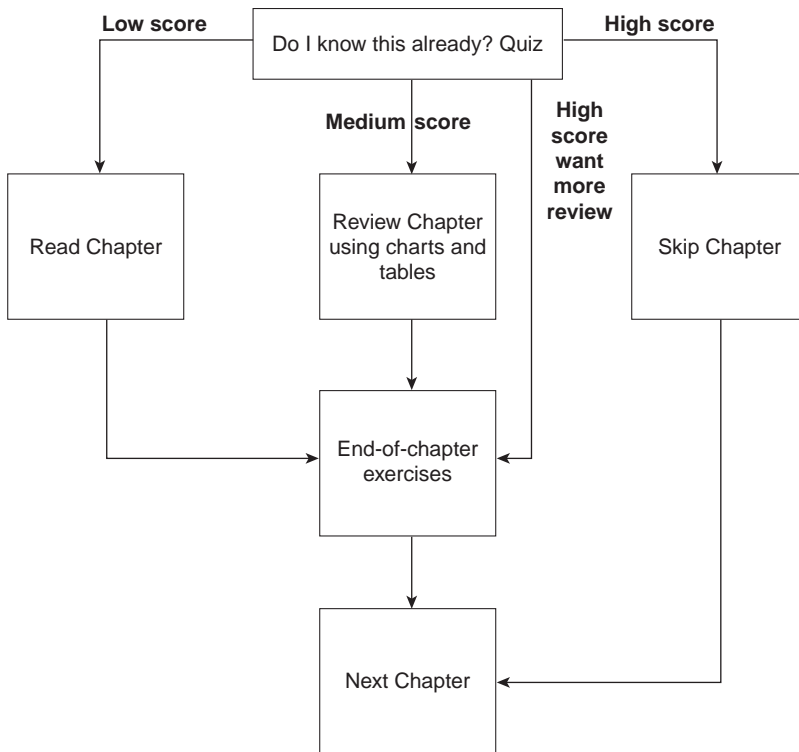 Low score
Do I know this already? Quiz
High score
Medium score
High
score
want
more
review
Read Chapter
Review Chapter
using charts and
tables
Skip Chapter
End-of-chapter
exercises
Next Chapter